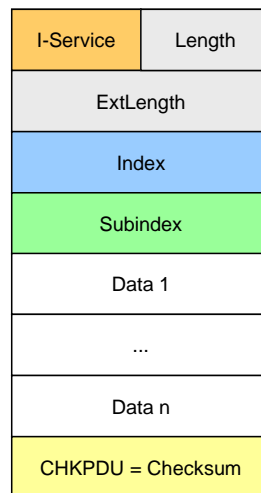 I-Service Length
ExtLength
Index
Subindex
Data 1
...
Data n
CHKPDU = Checksum